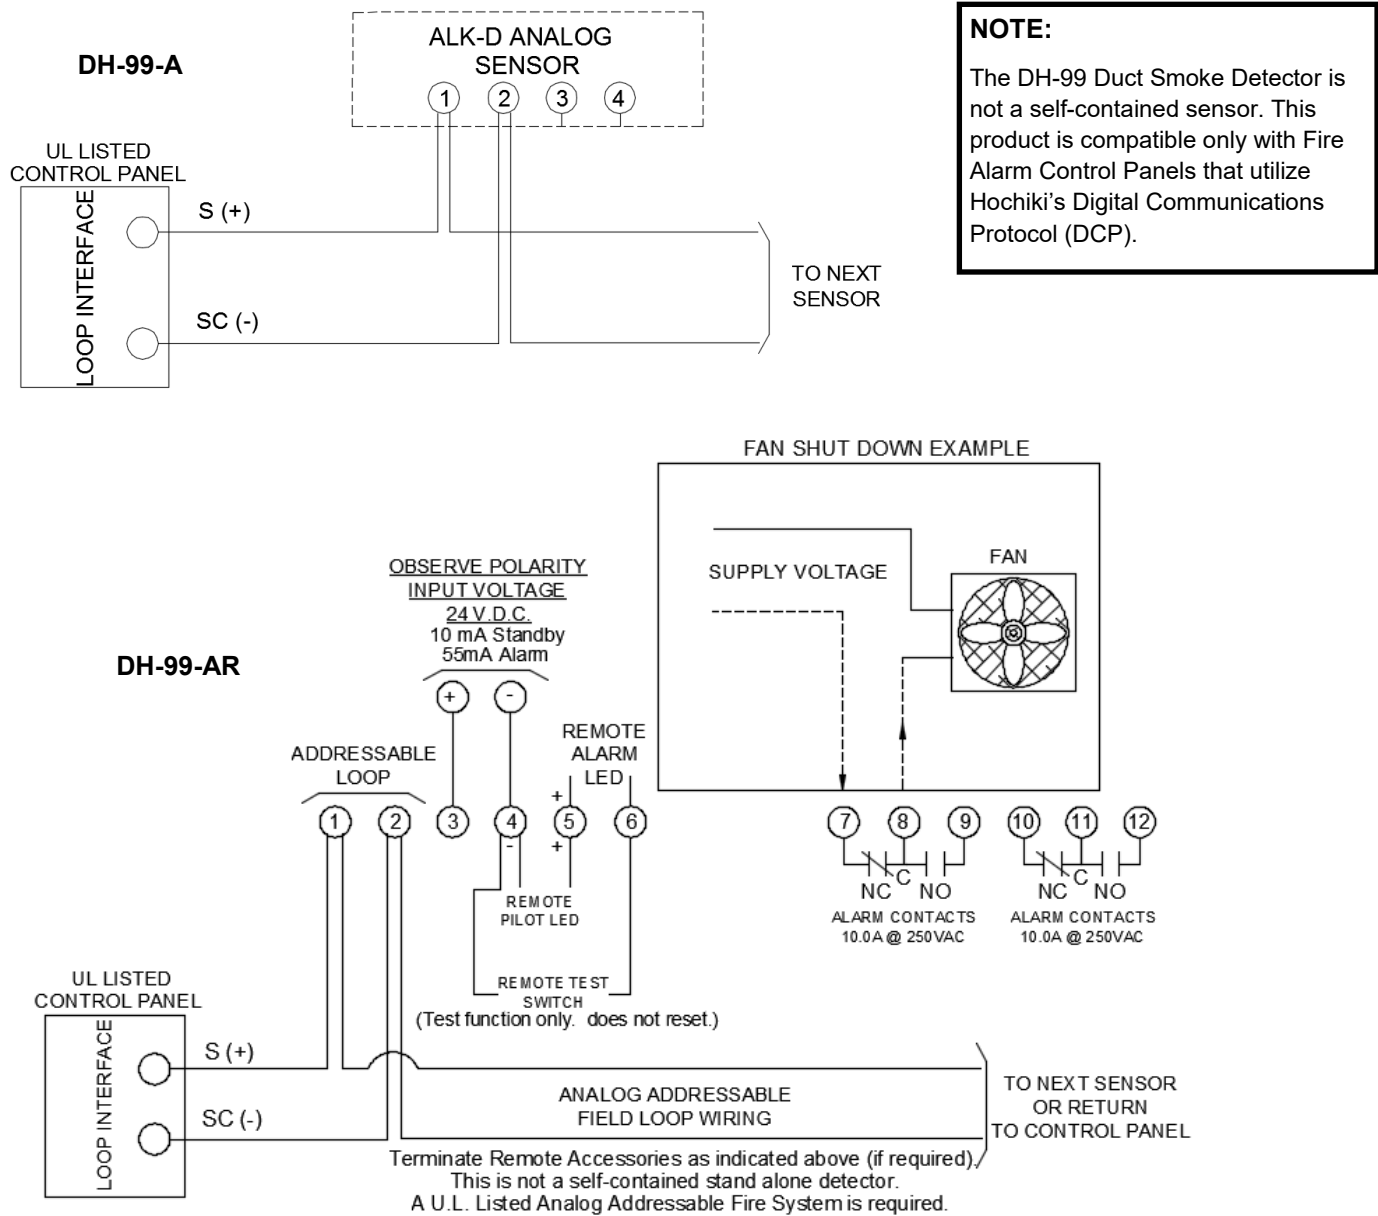 DH-99-A
ALK-D ANALOG
SENSOR
1 2 3 4
NOTE:
The DH-99 Duct Smoke Detector is
not a self-contained sensor. This
product is compatible only with Fire
Alarm Control Panels that utilize
Hochiki's Digital Communications
Protocol (DCP).
UL LISTED
CONTROL PANEL
LOOP INTERFACE
S (+)
SC (-)
TO NEXT
SENSOR
FAN SHUT DOWN EXAMPLE
SUPPLY VOLTAGE
FAN
DH-99-AR
OBSERVE POLARITY
INPUT VOLTAGE
24 V.D.C.
10 mA Standby
55mA Alarm
+ -
ADDRESSABLE
LOOP
REMOTE
ALARM
LED
+
1 2 3 4 5 6 7 8 9 10 11 12
- +
REMOTE
PILOT LED
NC C NO
ALARM CONTACTS
10.0A @ 250VAC
NC C NO
ALARM CONTACTS
10.0A @ 250VAC
REMOTE TEST
SWITCH
(Test function only. does not reset.)
UL LISTED
CONTROL PANEL
LOOP INTERFACE
S (+)
SC (-)
ANALOG ADDRESSABLE
FIELD LOOP WIRING
TO NEXT SENSOR
OR RETURN
TO CONTROL PANEL
Terminate Remote Accessories as indicated above (if required).
This is not a self-contained stand alone detector.
A U.L. Listed Analog Addressable Fire System is required.